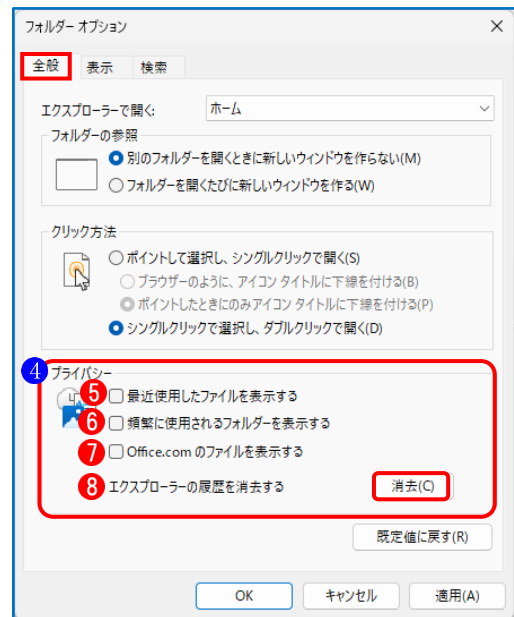 フォルダー オプション
全般 表示 検索
エクスプローラーで開く: ホーム
フォルダーの参照
別のフォルダーを開くときに新しいウィンドウを作らない(M)
フォルダーを開くたびに新しいウィンドウを作る(W)
クリック方法
ポイントして選択し、シングルクリックで開く(S)
ブラウザーのように、アイコン タイトルに下線を付ける(B)
ポイントしたときにのみアイコン タイトルに下線を付ける(P)
シングルクリックで選択し、ダブルクリックで開く(D)
4 プライバシー
5 最近使用したファイルを表示する
6 頻繁に使用されるフォルダーを表示する
7 Office.com のファイルを表示する
8 エクスプローラーの履歴を消去する 消去(C)
既定値に戻す(R)
OK キャンセル 適用(A)